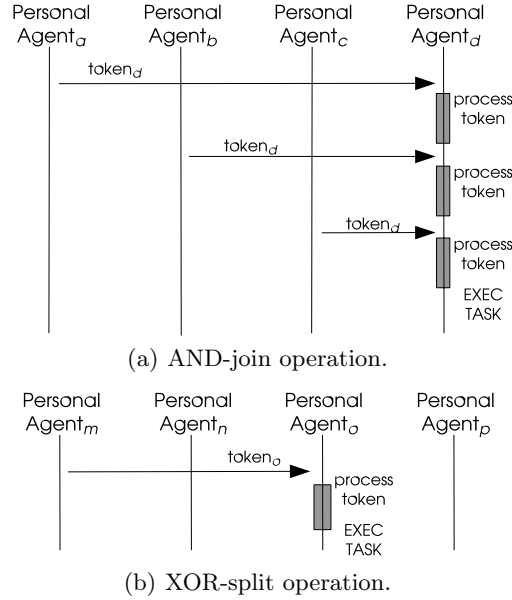 Personal Personal Personal Personal
Agent_a Agent_b Agent_c Agent_d
token_d
process
token
token_d
process
token
token_d
process
token
EXEC
TASK
(a) AND-join operation.
Personal Personal Personal Personal
Agent_m Agent_n Agent_o Agent_p
token_o
process
token
EXEC
TASK
(b) XOR-split operation.